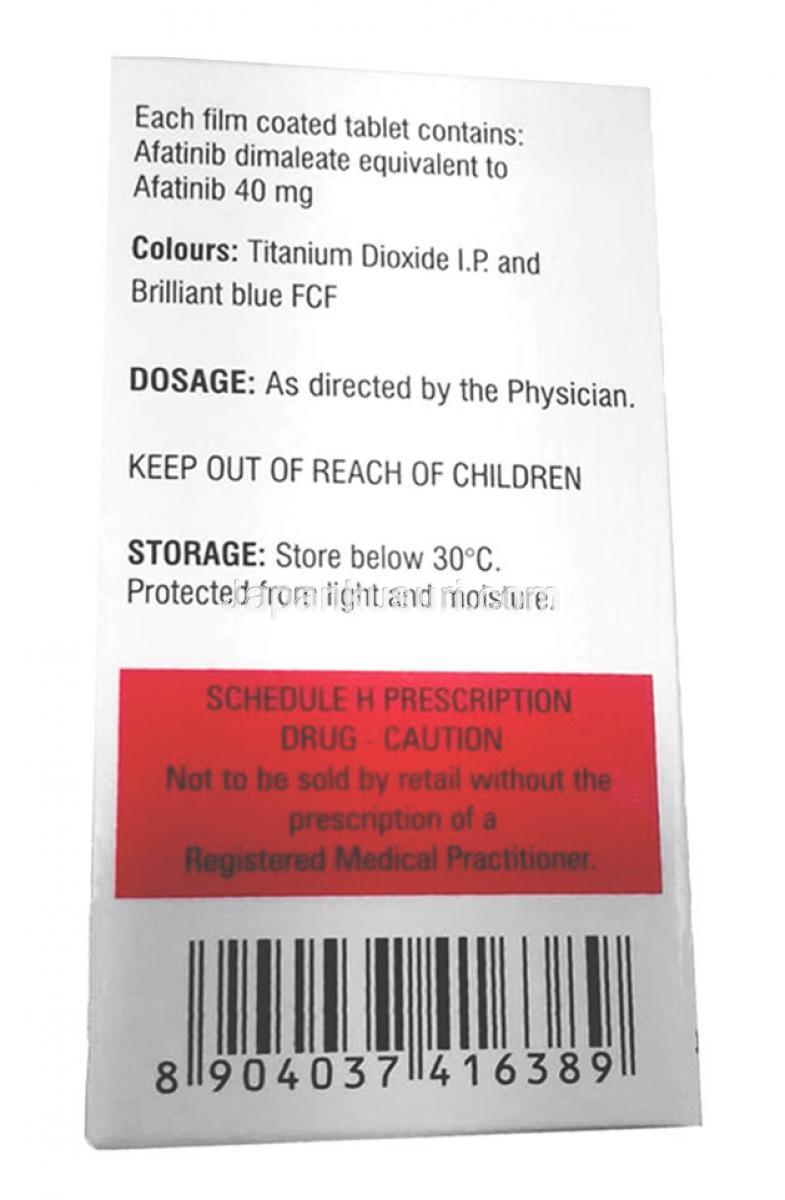 Each film coated tablet contains:
Afatinib dimaleate equivalent to
Afatinib 40 mg
Colours: Titanium Dioxide I.P. and
Brilliant blue FCF
DOSAGE: As directed by the Physician.
KEEP OUT OF REACH OF CHILDREN
STORAGE: Store below 30°C.
Protected from light and moisture.
Japankusuri.com
SCHEDULE H PRESCRIPTION
DRUG - CAUTION
Not to be sold by retail without the
prescription of a
Registered Medical Practitioner.
8 904037 416389